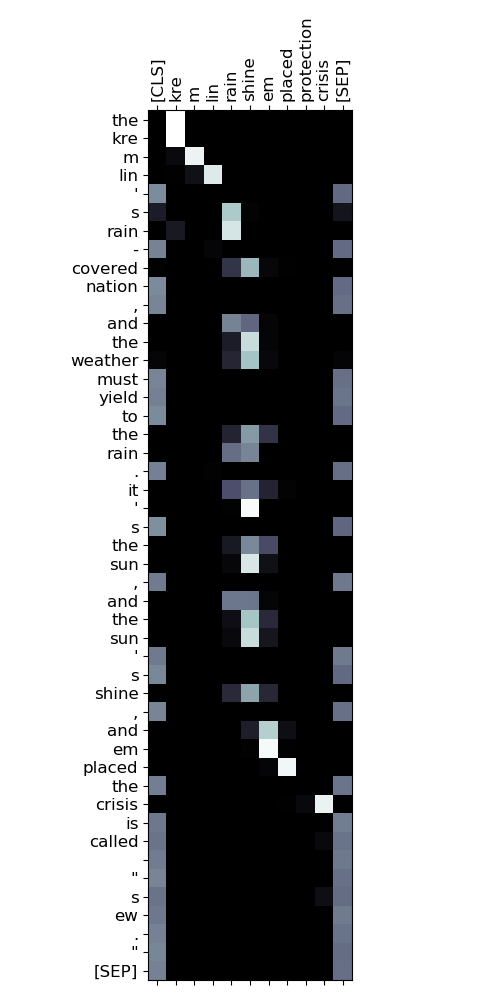 [CLS]
kre
m
lin
rain
shine
em
placed
protection
crisis
[SEP]
the
kre
m
lin
'
s
rain
-
covered
nation
,
and
the
weather
must
yield
to
the
rain
.
it
'
s
the
sun
,
and
the
sun
'
s
shine
,
and
em
placed
the
crisis
is
called
"
s
ew
.
"
[SEP]